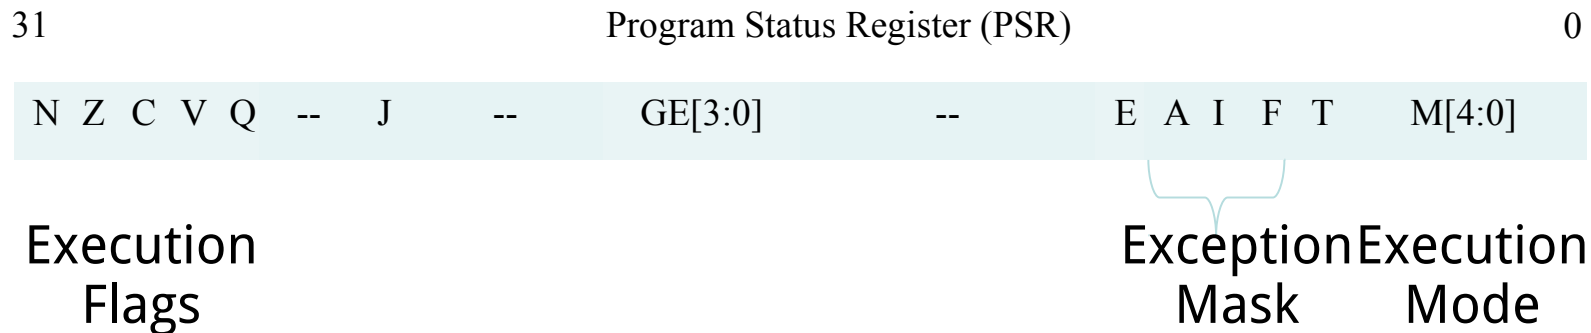 31 Program Status Register (PSR) 0
N Z C V Q -- J -- GE[3:0] -- E A I F T M[4:0]
Execution Flags
Exception Mask
Execution Mode